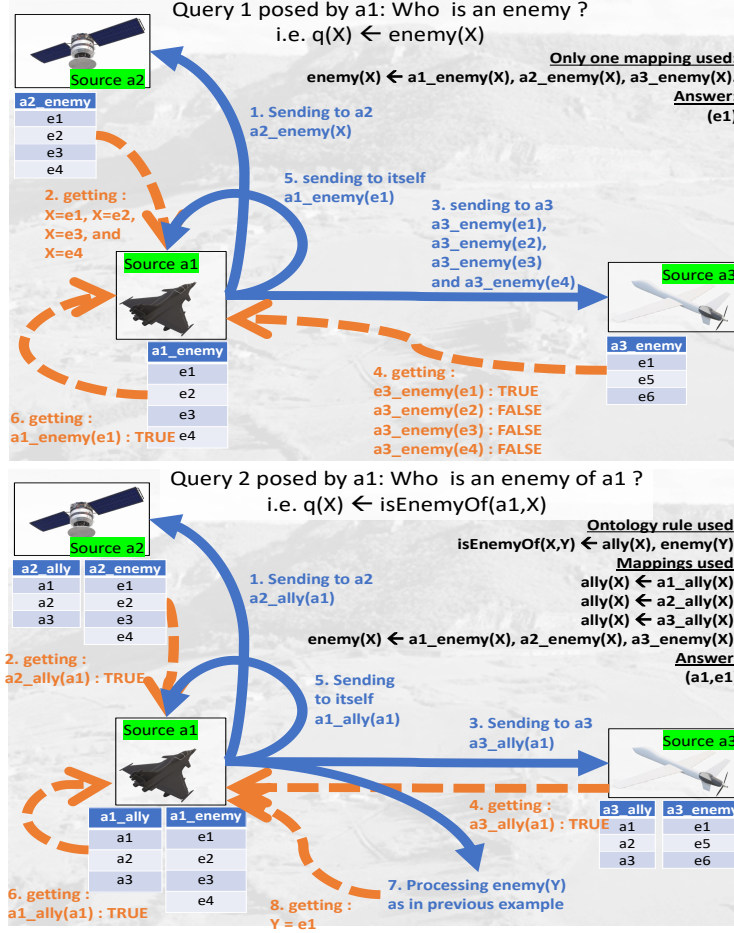 Query 1 posed by a1: Who is an enemy ?
i.e. q(X) ← enemy(X)
Only one mapping used:
enemy(X) ← a1_enemy(X), a2_enemy(X), a3_enemy(X).
Answer:
(e1)
Source a2
a2_enemy
e1
e2
e3
e4
1. Sending to a2
a2_enemy(X)
2. getting :
X=e1, X=e2,
X=e3, and
X=e4
5. sending to itself
a1_enemy(e1)
3. sending to a3
a3_enemy(e1),
a3_enemy(e2),
a3_enemy(e3)
and a3_enemy(e4)
Source a1
Source a3
a1_enemy
e1
e2
e3
e4
a3_enemy
e1
e5
e6
4. getting :
e3_enemy(e1) : TRUE
a3_enemy(e2) : FALSE
a3_enemy(e3) : FALSE
a3_enemy(e4) : FALSE
6. getting :
a1_enemy(e1) : TRUE
Query 2 posed by a1: Who is an enemy of a1 ?
i.e. q(X) ← isEnemyOf(a1,X)
Ontology rule used
isEnemyOf(X,Y) ← ally(X), enemy(Y)
Mappings used
ally(X) ← a1_ally(X)
ally(X) ← a2_ally(X)
ally(X) ← a3_ally(X)
enemy(X) ← a1_enemy(X), a2_enemy(X), a3_enemy(X)
Answer
(a1,e1
Source a2
a2_ally a2_enemy
a1 e1
a2 e2
a3 e3
e4
1. Sending to a2
a2_ally(a1)
2. getting :
a2_ally(a1) : TRUE
5. Sending
to itself
a1_ally(a1)
3. Sending to a3
a3_ally(a1)
Source a1
Source a3
4. getting :
a3_ally(a1) : TRUE
a3_ally a3_enemy
a1 e1
a2 e5
a3 e6
a1_ally a1_enemy
a1 e1
a2 e2
a3 e3
e4
6. getting :
a1_ally(a1) : TRUE
8. getting :
Y = e1
7. Processing enemy(Y)
as in previous example